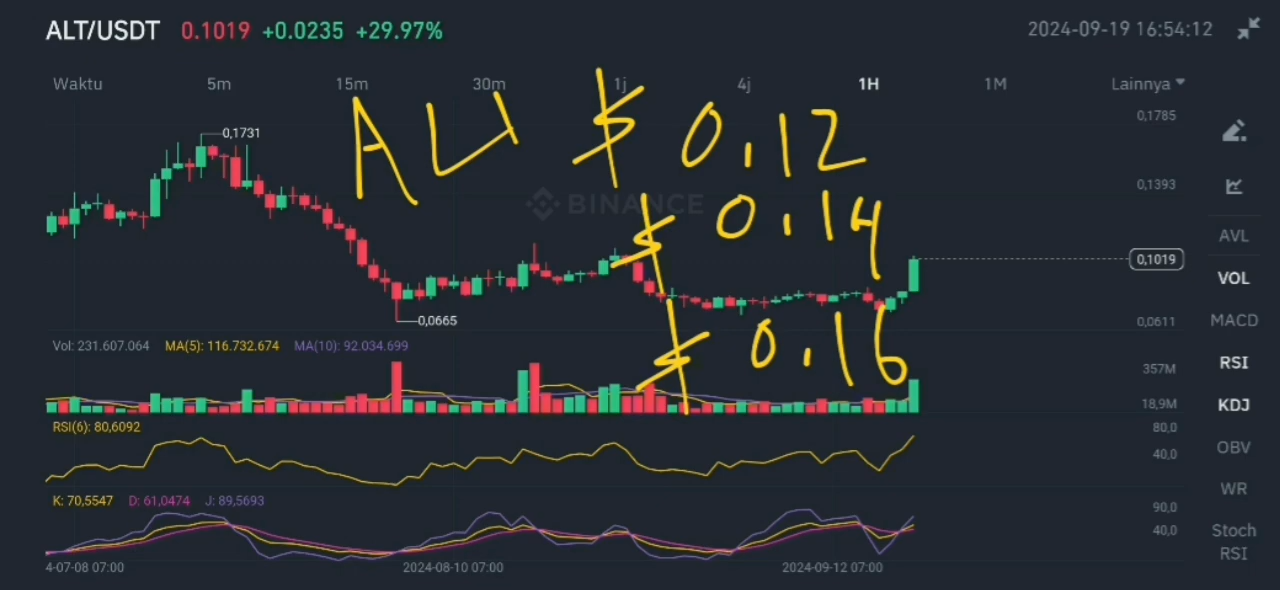 ALT/USDT 0.1019 +0.0235 +29.97% 2024-09-19 16:54:12
Waktu 5m 15m 30m 1j 4j 1H 1M Lainnya
ALT $ 0.12
$ 0.14
$ 0.16
0,1785
0,1731
0,1393
BINANCE
0,1019
0,0665
0,0611
Vol: 231.607.064 MA(5): 116.732.674 MA(10): 92.034.699
357M
18,9M
RSI(6): 80,6092
80,0
40,0
K: 70,5547 D: 61,0474 J: 89,5693
90,0
40,0
4-07-08 07:00 2024-08-10 07:00 2024-09-12 07:00
AVL
VOL
MACD
RSI
KDJ
OBV
WR
Stoch
RSI